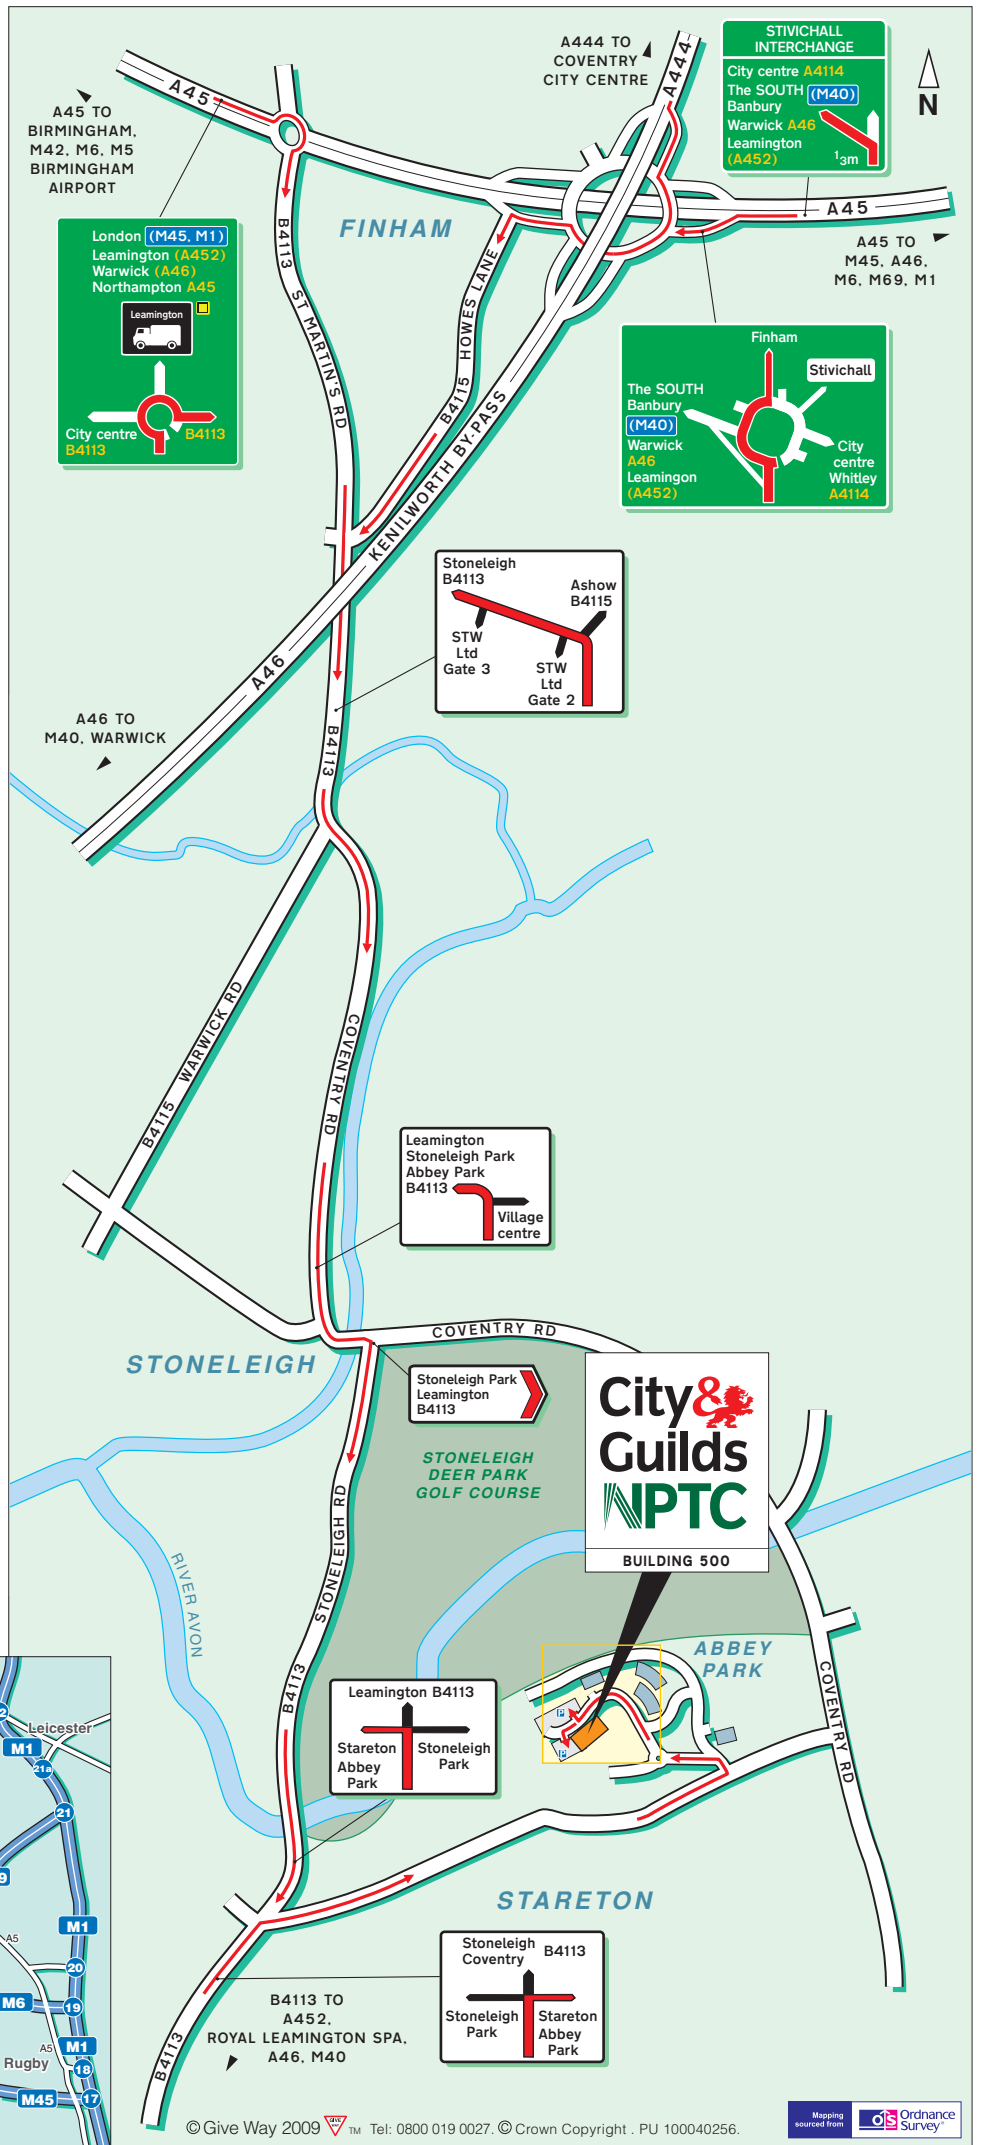 A444 TO
COVENTRY
CITY CENTRE
A444
STIVICHALL
INTERCHANGE
City centre A4114
The SOUTH (M40)
Banbury
Warwick A46
Leamington
(A452)
1/3m
N
A45
A45 TO
BIRMINGHAM,
M42, M6, M5
BIRMINGHAM
AIRPORT
FINHAM
A45
A45 TO
M45, A46,
M6, M69, M1
London (M45, M1)
Leamington (A452)
Warwick (A46)
Northampton A45
Leamington
City centre
B4113
B4113
B4113
ST MARTIN'S RD
B4115 HOWES LANE
KENILWORTH BY-PASS
Finham
Stivichall
The SOUTH
Banbury
(M40)
Warwick
A46
Leamingon
(A452)
City
centre
Whitley
A4114
Stoneleigh
B4113
Ashow
B4115
STW
Ltd
Gate 3
STW
Ltd
Gate 2
A46
A46 TO
M40, WARWICK
B4113
B4115 WARWICK RD
COVENTRY RD
Leamington
Stoneleigh Park
Abbey Park
B4113
Village
centre
COVENTRY RD
STONELEIGH
Stoneleigh Park
Leamington
B4113
City&
Guilds
NPTC
BUILDING 500
STONELEIGH
DEER PARK
GOLF COURSE
RIVER AVON
B4113 STONELEIGH RD
ABBEY
PARK
P
P
COVENTRY RD
Leamington B4113
Stareton
Abbey
Park
Stoneleigh
Park
STARETON
Stoneleigh
Coventry
B4113
Stoneleigh
Park
Stareton
Abbey
Park
B4113 TO
A452,
ROYAL LEAMINGTON SPA,
A46, M40
B4113
2
Leicester
M1
21a
21
9
M1
A5
20
M6
19
A5
M1
Rugby
18
M45
17
© Give Way 2009 GIVE WAY TM Tel: 0800 019 0027. © Crown Copyright . PU 100040256.
Mapping
sourced from
OS Ordnance
Survey®